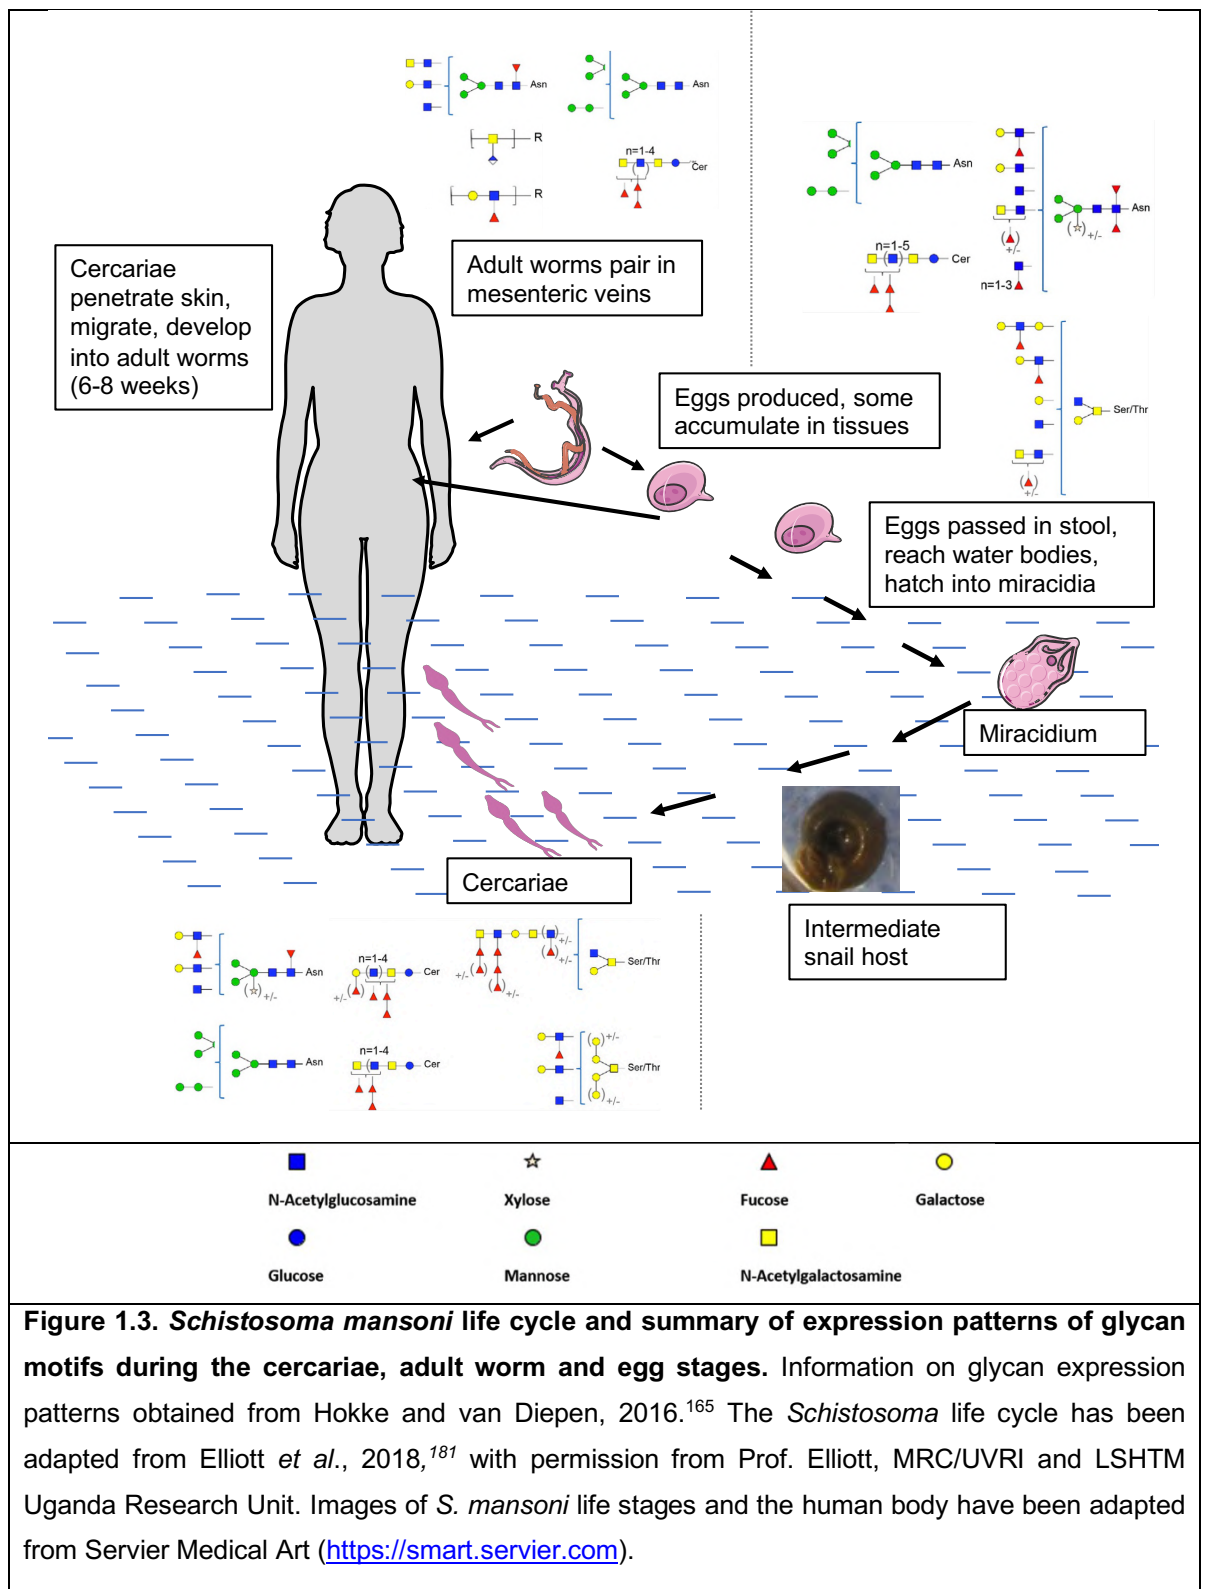 Asn
Asn
R
n=1-4
Cer
R
Asn
n=1-5
Cer
( )
+/-
n=1-3
( ) +/-
Asn
Cercariae
penetrate skin,
migrate, develop
into adult worms
(6-8 weeks)
Adult worms pair in
mesenteric veins
Eggs produced, some
accumulate in tissues
Ser/Thr
( )
+/-
Eggs passed in stool,
reach water bodies,
hatch into miracidia
Miracidium
Cercariae
Intermediate
snail host
Asn
( ) +/-
n=1-4
Cer
+/- ( )
( ) +/-
( ) +/-
+/- ( )
( ) +/-
Ser/Thr
Asn
n=1-4
Cer
( ) +/-
Ser/Thr
( ) +/-
N-Acetylglucosamine
Xylose
Fucose
Galactose
Glucose
Mannose
N-Acetylgalactosamine
Figure 1.3. Schistosoma mansoni life cycle and summary of expression patterns of glycan
motifs during the cercariae, adult worm and egg stages. Information on glycan expression
patterns obtained from Hokke and van Diepen, 2016.165 The Schistosoma life cycle has been
adapted from Elliott et al., 2018,181 with permission from Prof. Elliott, MRC/UVRI and LSHTM
Uganda Research Unit. Images of S. mansoni life stages and the human body have been adapted
from Servier Medical Art (https://smart.servier.com).